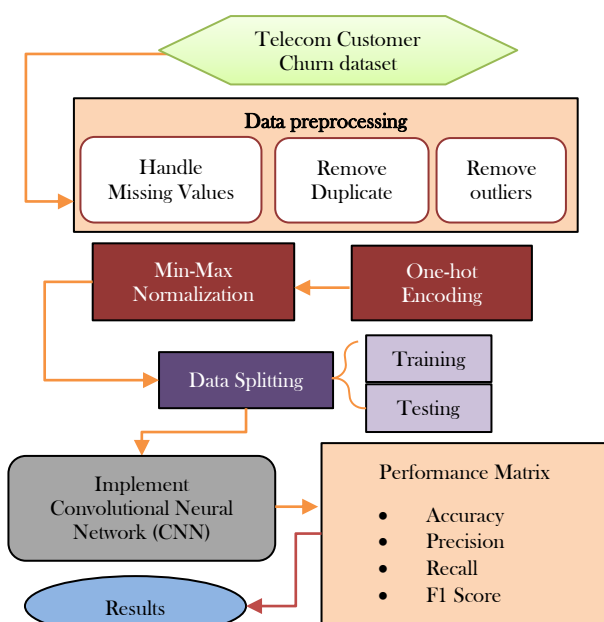 Telecom Customer
Churn dataset
Data preprocessing
Handle
Missing Values
Remove
Duplicate
Remove
outliers
Min-Max
Normalization
One-hot
Encoding
Data Splitting
Training
Testing
Implement
Convolutional Neural
Network (CNN)
Performance Matrix
• Accuracy
• Precision
• Recall
• F1 Score
Results